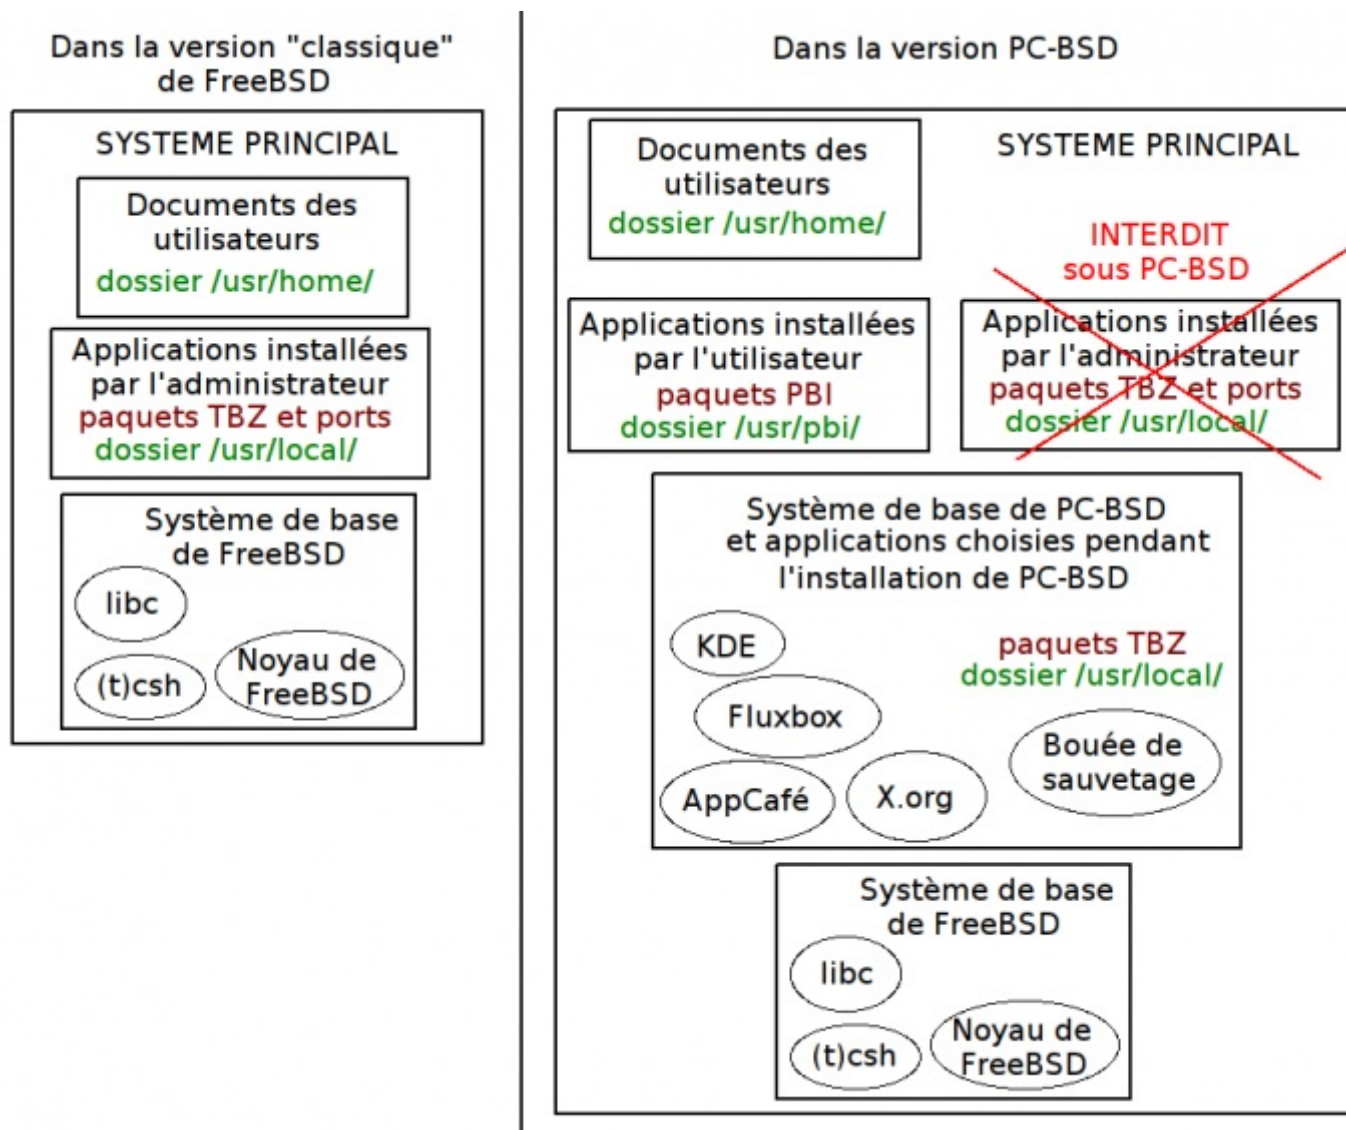 Dans la version "classique"
de FreeBSD
SYSTEME PRINCIPAL
Documents des
utilisateurs
dossier /usr/home/
Applications installées
par l'administrateur
paquets TBZ et ports
dossier /usr/local/
Système de base
de FreeBSD
libc
(t)csh
Noyau de
FreeBSD
Dans la version PC-BSD
Documents des
utilisateurs
dossier /usr/home/
SYSTEME PRINCIPAL
INTERDIT
sous PC-BSD
Applications installées
par l'utilisateur
paquets PBI
dossier /usr/pbi/
Applications installées
par l'administrateur
paquets TBZ et ports
dossier /usr/local/
Système de base de PC-BSD
et applications choisies pendant
l'installation de PC-BSD
KDE
paquets TBZ
dossier /usr/local/
Fluxbox
Bouée de
sauvetage
AppCafé
X.org
Système de base
de FreeBSD
libc
(t)csh
Noyau de
FreeBSD